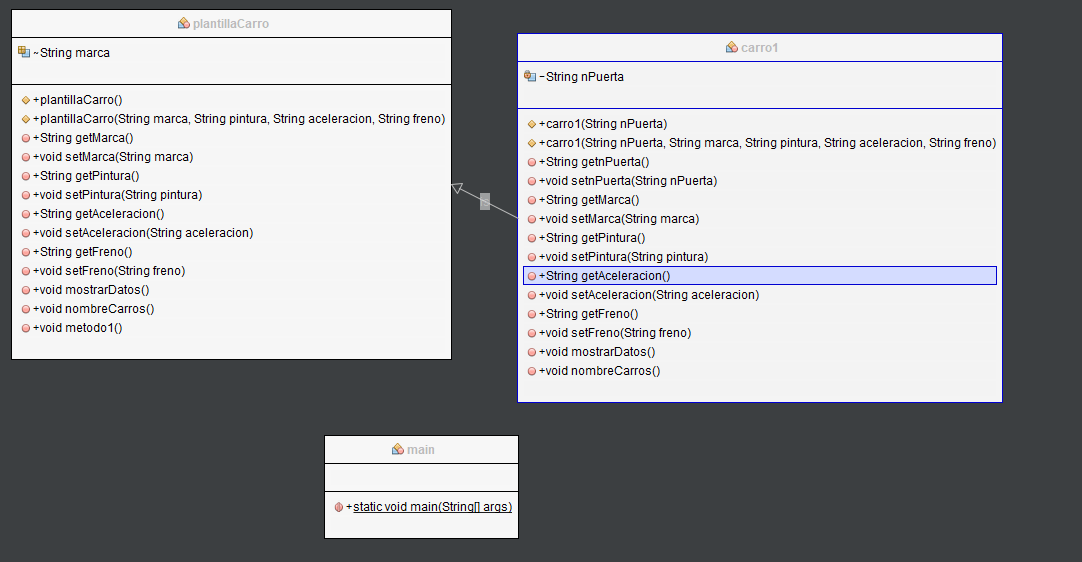 plantillaCarro
~String marca
+plantillaCarro()
+plantillaCarro(String marca, String pintura, String aceleracion, String freno)
+String getMarca()
+void setMarca(String marca)
+String getPintura()
+void setPintura(String pintura)
+String getAceleracion()
+void setAceleracion(String aceleracion)
+String getFreno()
+void setFreno(String freno)
+void mostrarDatos()
+void nombreCarros()
+void metodo1()
carro1
-String nPuerta
+carro1(String nPuerta)
+carro1(String nPuerta, String marca, String pintura, String aceleracion, String freno)
+String getnPuerta()
+void setnPuerta(String nPuerta)
+String getMarca()
+void setMarca(String marca)
+String getPintura()
+void setPintura(String pintura)
+String getAceleracion()
+void setAceleracion(String aceleracion)
+String getFreno()
+void setFreno(String freno)
+void mostrarDatos()
+void nombreCarros()
main
+static void main(String[] args)